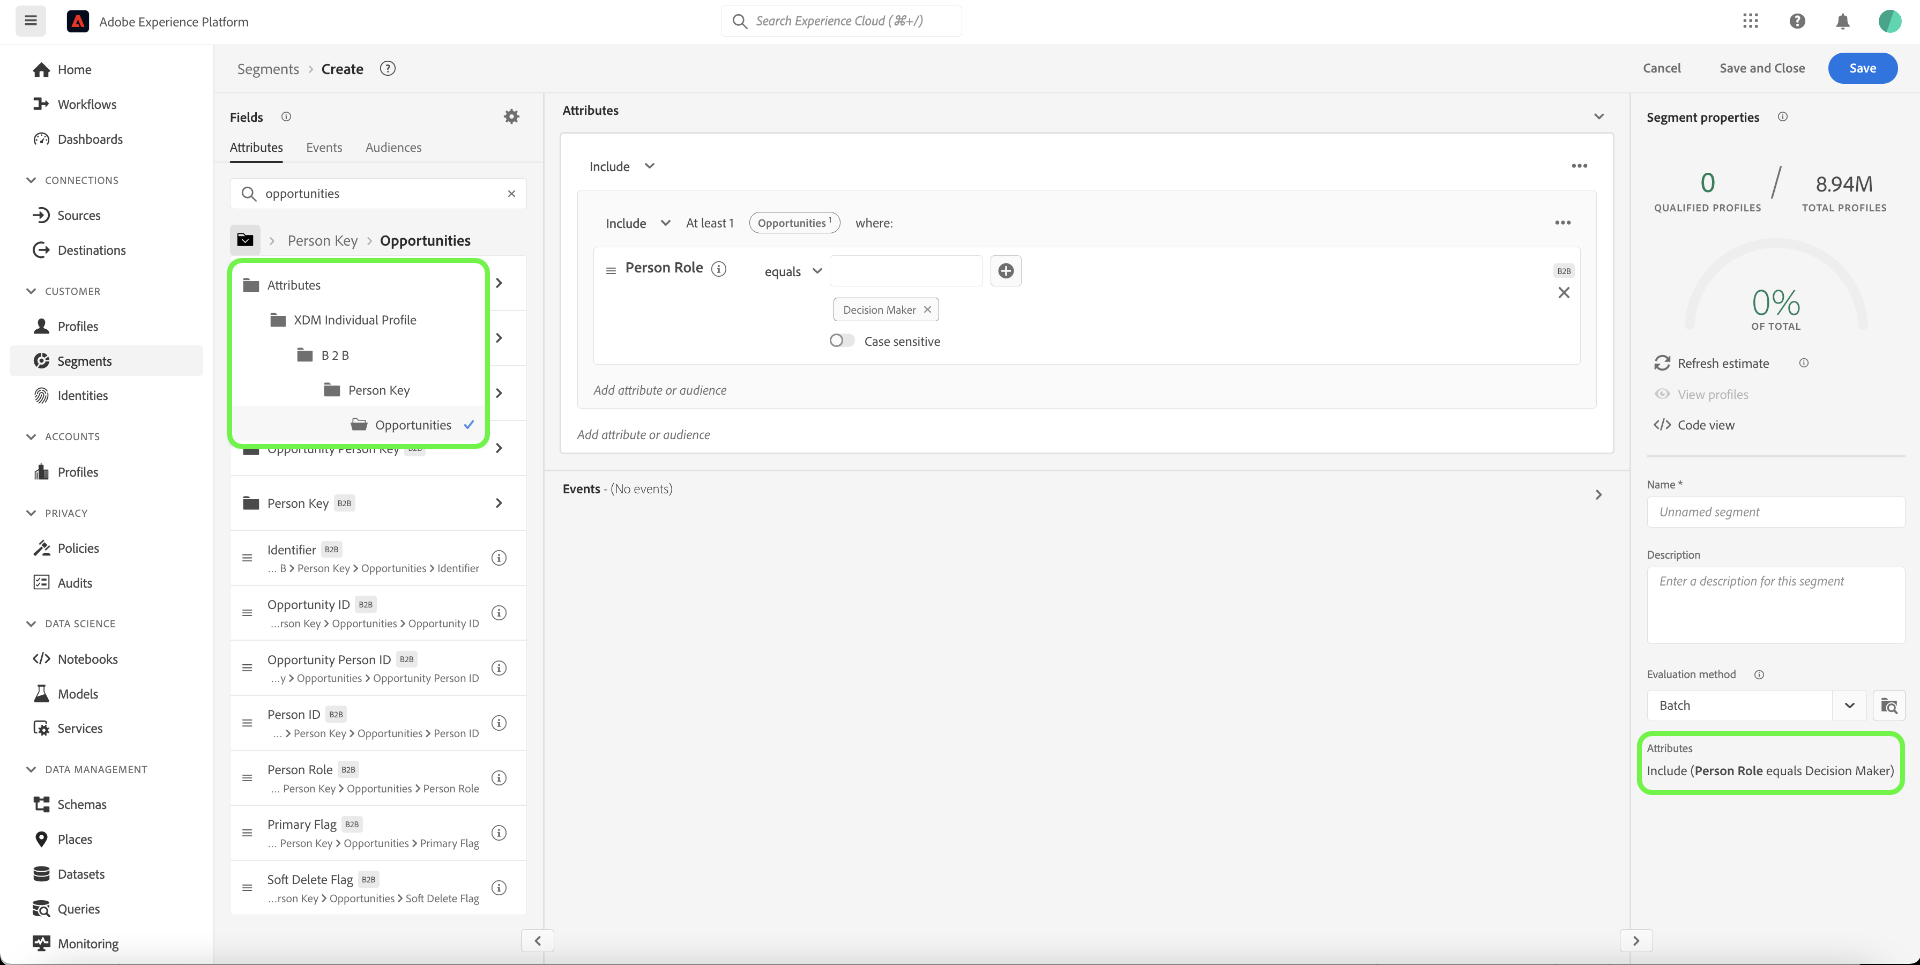 Adobe Experience Platform
Search Experience Cloud (⌘+/)
Home
Workflows
Dashboards
CONNECTIONS
Sources
Destinations
CUSTOMER
Profiles
Segments
Identities
ACCOUNTS
Profiles
PRIVACY
Policies
Audits
DATA SCIENCE
Notebooks
Models
Services
DATA MANAGEMENT
Schemas
Places
Datasets
Queries
Monitoring
Segments > Create
Cancel
Save and Close
Save
Fields
Attributes Events Audiences
opportunities
Person Key > Opportunities
Attributes
XDM Individual Profile
B 2 B
Person Key
Opportunities
Opportunity Person Key B2B
Person Key B2B
Identifier B2B
... B > Person Key > Opportunities > Identifier
Opportunity ID B2B
...rson Key > Opportunities > Opportunity ID
Opportunity Person ID B2B
...y > Opportunities > Opportunity Person ID
Person ID B2B
... > Person Key > Opportunities > Person ID
Person Role B2B
... Person Key > Opportunities > Person Role
Primary Flag B2B
... Person Key > Opportunities > Primary Flag
Soft Delete Flag B2B
...rson Key > Opportunities > Soft Delete Flag
Attributes
Include
Include At least 1 Opportunities 1 where:
Person Role equals
B2B
Decision Maker
Case sensitive
Add attribute or audience
Add attribute or audience
Events - (No events)
Segment properties
0 / 8.94M
QUALIFIED PROFILES TOTAL PROFILES
0%
OF TOTAL
Refresh estimate
View profiles
Code view
Name *
Unnamed segment
Description
Enter a description for this segment
Evaluation method
Batch
Attributes
Include (Person Role equals Decision Maker)